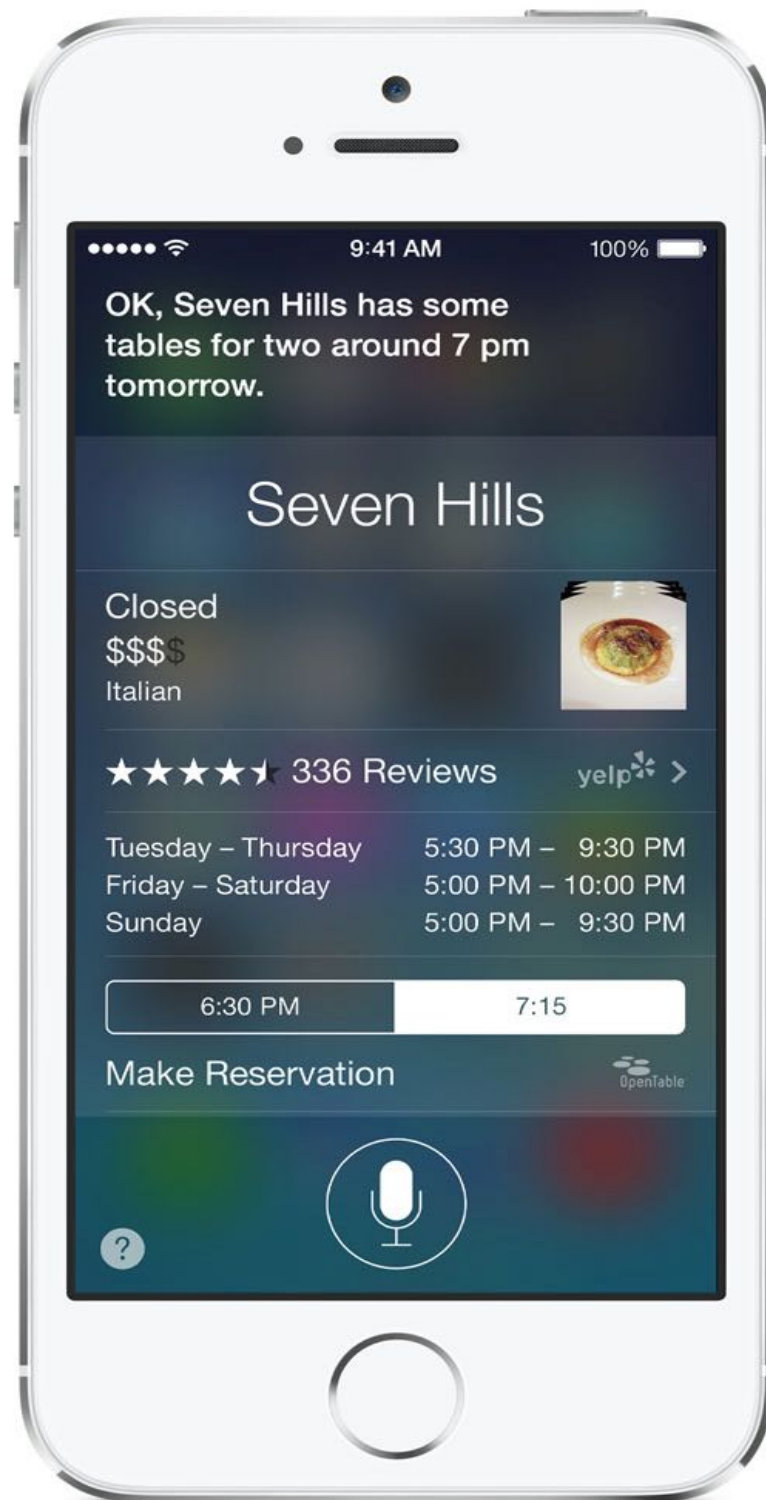 9:41 AM 100%
OK, Seven Hills has some
tables for two around 7 pm
tomorrow.
Seven Hills
Closed
$$$$
Italian
336 Reviews yelp
Tuesday – Thursday 5:30 PM – 9:30 PM
Friday – Saturday 5:00 PM – 10:00 PM
Sunday 5:00 PM – 9:30 PM
6:30 PM 7:15
Make Reservation OpenTable
?